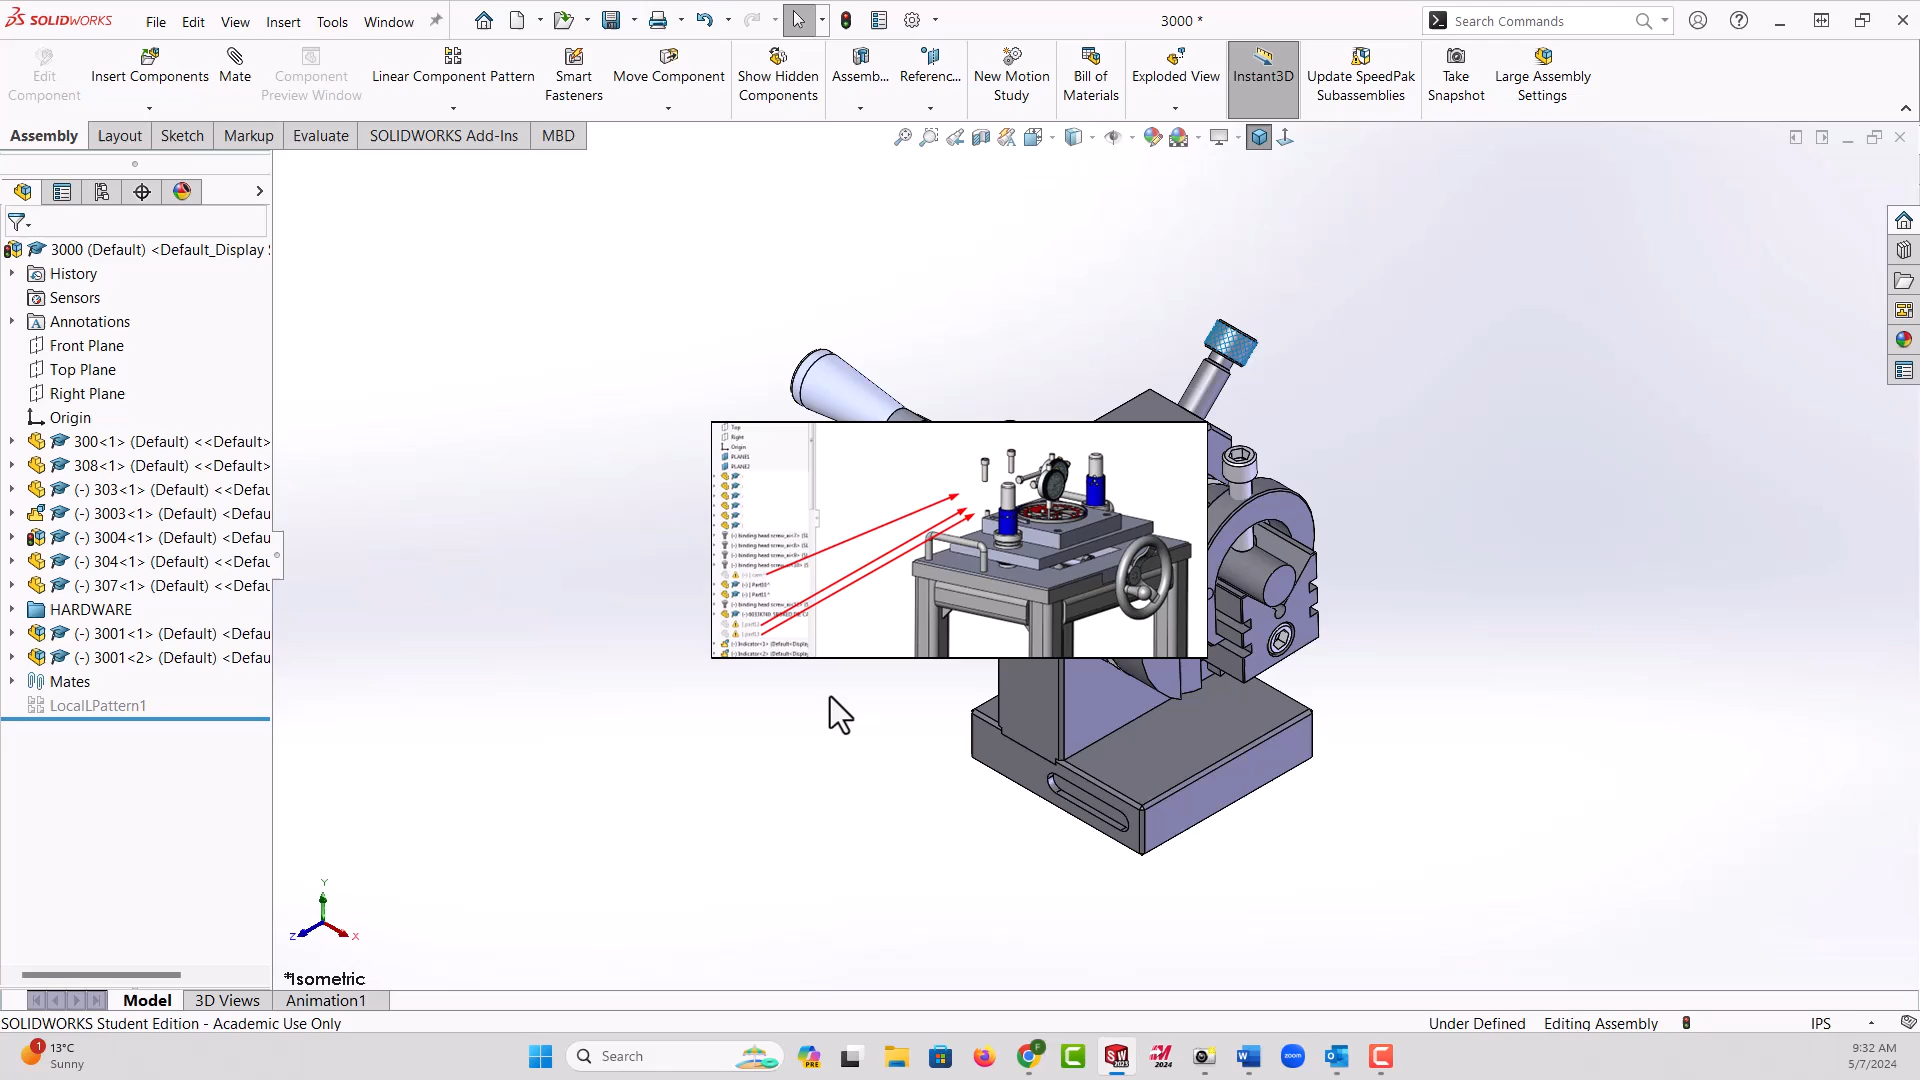 SOLIDWORKS
File
Edit
View
Insert
Tools
Window
3000 *
Search Commands
Edit
Component
Insert Components
Mate
Component
Preview Window
Linear Component Pattern
Smart
Fasteners
Move Component
Show Hidden
Components
Assemb...
Referenc...
New Motion
Study
Bill of
Materials
Exploded View
Instant3D
Update SpeedPak
Subassemblies
Take
Snapshot
Large Assembly
Settings
Assembly
Layout
Sketch
Markup
Evaluate
SOLIDWORKS Add-Ins
MBD
3000 (Default) <Default_Display
History
Sensors
Annotations
Front Plane
Top Plane
Right Plane
Origin
300<1> (Default) <<Default>
308<1> (Default) <<Default>
(-) 303<1> (Default) <<Defau
(-) 3003<1> (Default) <Defau
(-) 3004<1> (Default) <Defau
(-) 304<1> (Default) <<Defau
(-) 307<1> (Default) <<Defau
HARDWARE
(-) 3001<1> (Default) <Defau
(-) 3001<2> (Default) <Defau
Mates
LocalLPattern1
Top
Right
Origin
PLANE1
PLANE2
Y
Z
X
*Isometric
Model
3D Views
Animation1
SOLIDWORKS Student Edition - Academic Use Only
Under Defined
Editing Assembly
IPS
1
13°C
Sunny
Search
PRE
9:32 AM
5/7/2024